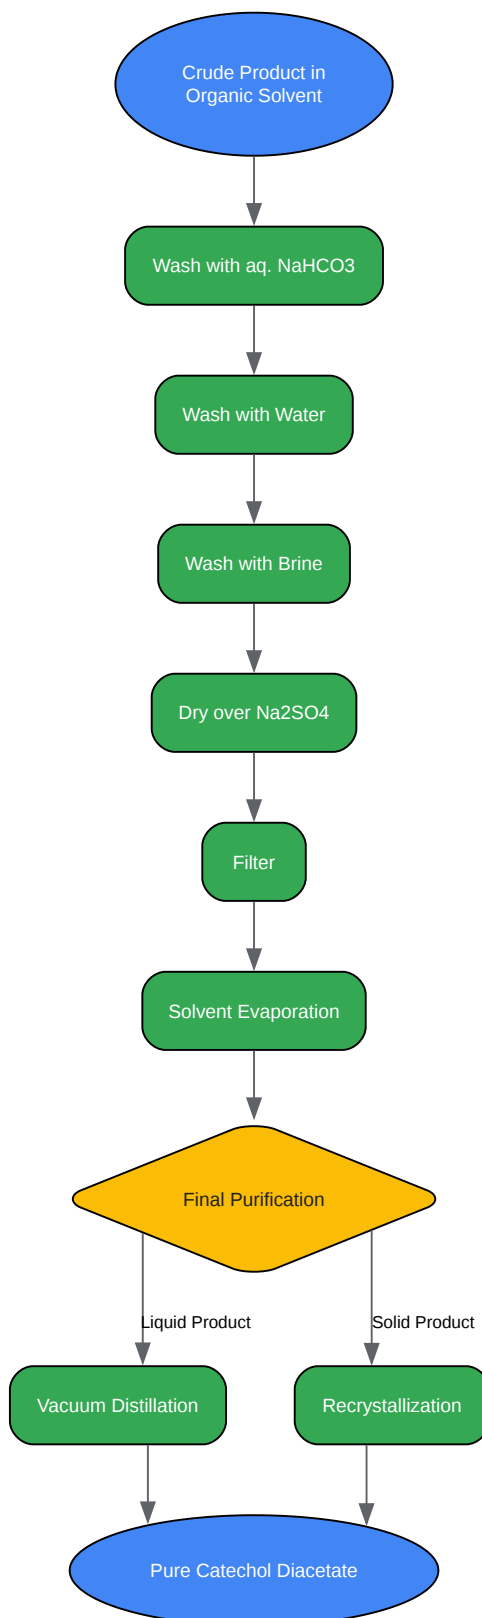 Crude Product in
Organic Solvent
Wash with aq. NaHCO3
Wash with Water
Wash with Brine
Dry over Na2SO4
Filter
Solvent Evaporation
Final Purification
Liquid Product
Solid Product
Vacuum Distillation
Recrystallization
Pure Catechol Diacetate